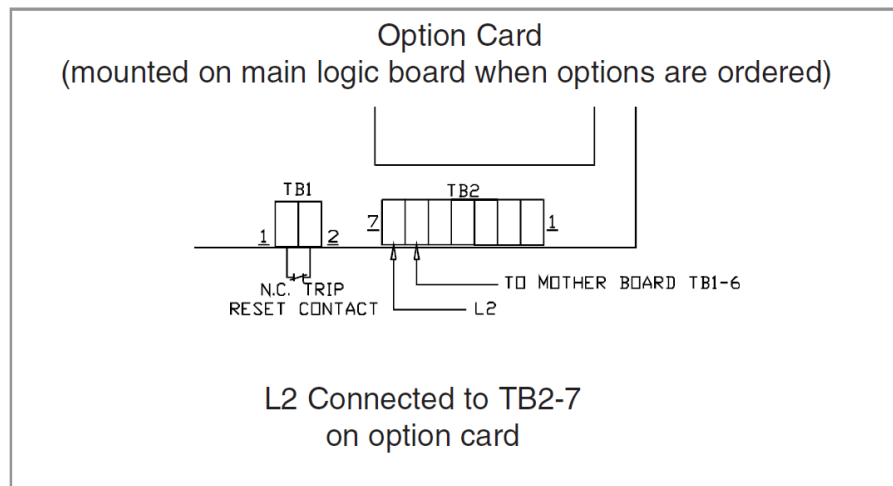 Option Card
(mounted on main logic board when options are ordered)
TB1
TB2
1
2
7
1
N.C. TRIP
RESET CONTACT
TO MOTHER BOARD TB1-6
L2
L2 Connected to TB2-7
on option card